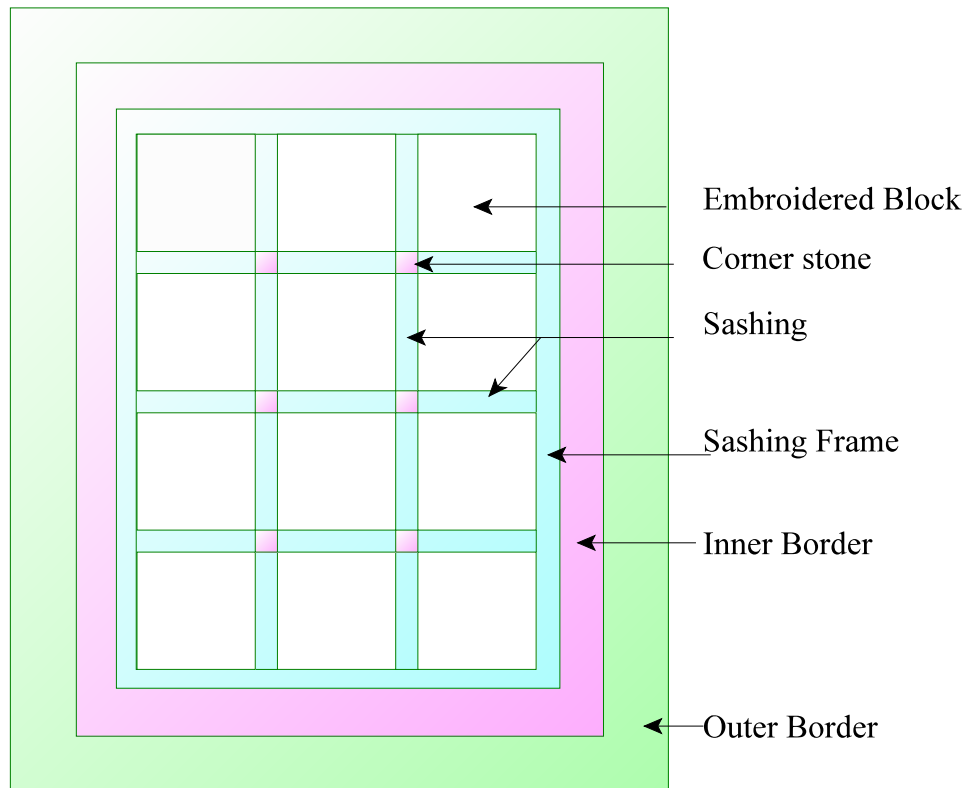 Embroidered Block
Corner stone
Sashing
Sashing Frame
Inner Border
Outer Border